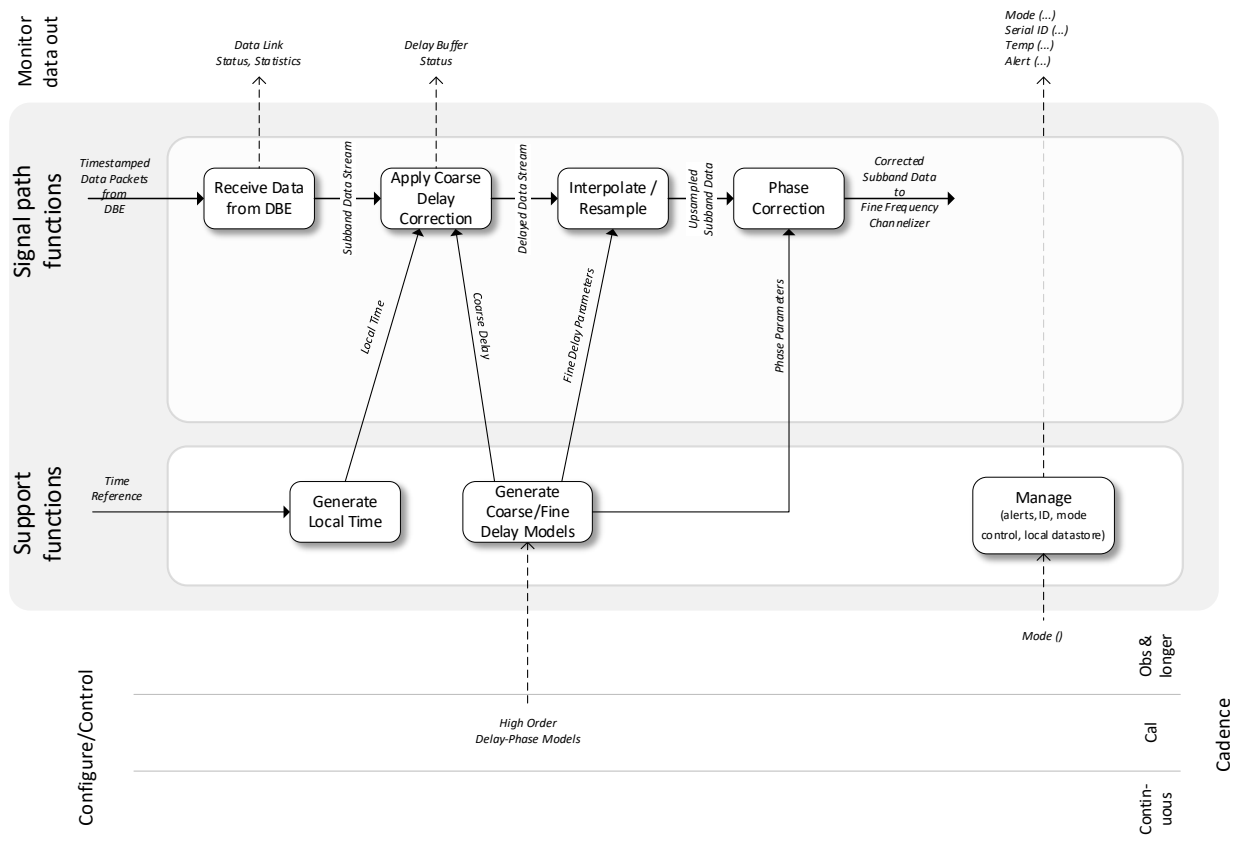 Monitor
data out
Data Link
Status, Statistics
Delay Buffer
Status
Mode (...)
Serial ID (...)
Temp (...)
Alert (...)
Signal path
functions
Timestamped
Data Packets
from
DBE
Receive Data
from DBE
Subband Data Stream
Apply Coarse
Delay
Correction
Delayed Data Stream
Interpolate /
Resample
Upsampled
Subband Data
Phase
Correction
Corrected
Subband Data
to
Fine Frequency
Channelizer
Local Time
Coarse Delay
Fine Delay Parameters
Phase Parameters
Support
functions
Time
Reference
Generate
Local Time
Generate
Coarse/Fine
Delay Models
Manage
(alerts, ID, mode
control, local datastore)
Mode ()
Configure/Control
High Order
Delay-Phase Models
Obs &
longer
Cal
Contin-
uous
Cadence